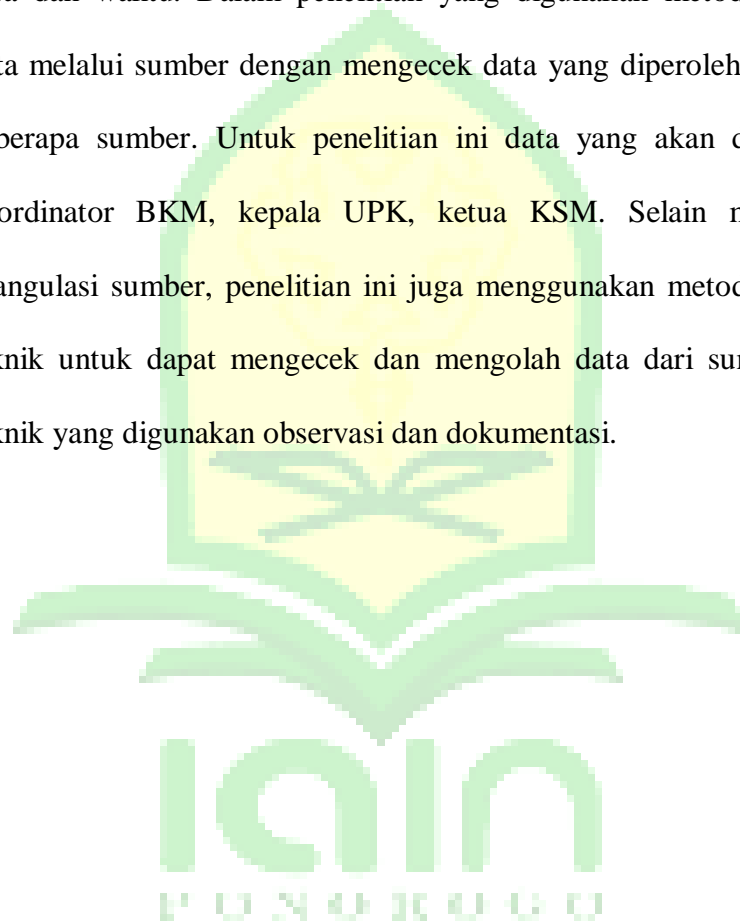 dan waktu. Dalam penelitian yang digunakan metod
melalui sumber dengan mengecek data yang diperoleh
berapa sumber. Untuk penelitian ini data yang akan
ordinator BKM, kepala UPK, ketua KSM. Selain
angulasi sumber, penelitian ini juga menggunakan metod
knik untuk dapat mengecek dan mengolah data dari sum
knik yang digunakan observasi dan dokumentasi.
iain
PONOROGO